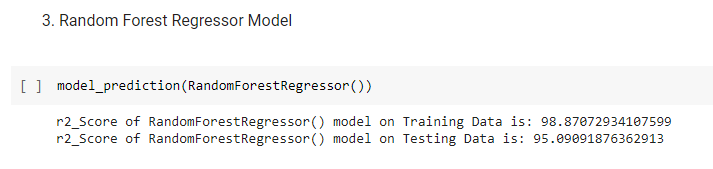 3. Random Forest Regressor Model
[ ] model_prediction(RandomForestRegressor())
r2_Score of RandomForestRegressor() model on Training Data is: 98.87072934107599
r2_Score of RandomForestRegressor() model on Testing Data is: 95.09091876362913